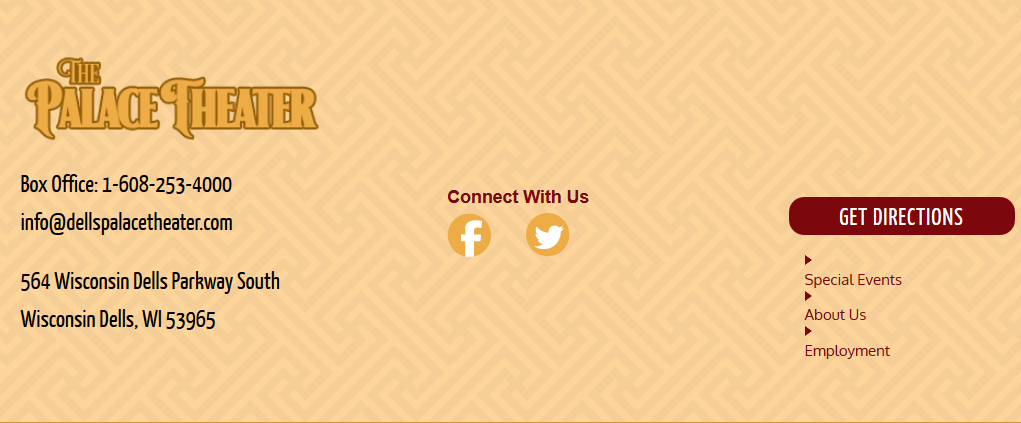 The
Palace Theater
Box Office: 1-608-253-4000
info@dellspalacetheater.com
564 Wisconsin Dells Parkway South
Wisconsin Dells, WI 53965
Connect With Us
GET DIRECTIONS
Special Events
About Us
Employment